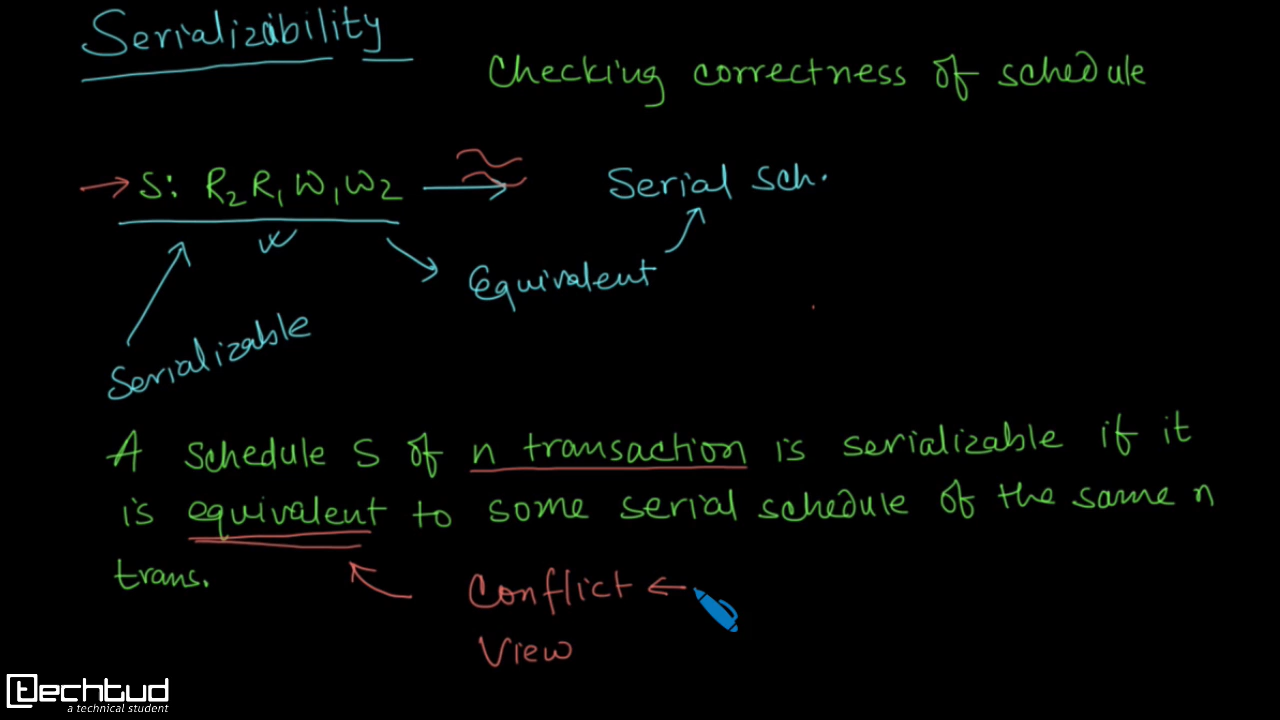 Serializability
Checking correctness of schedule
S: R2 R1 W1 W2
Serial sch.
Equivalent
Serializable
A schedule S of n transaction is serializable if it
is equivalent to some serial schedule of the same n
trans.
Conflict
View
techtud
a technical student